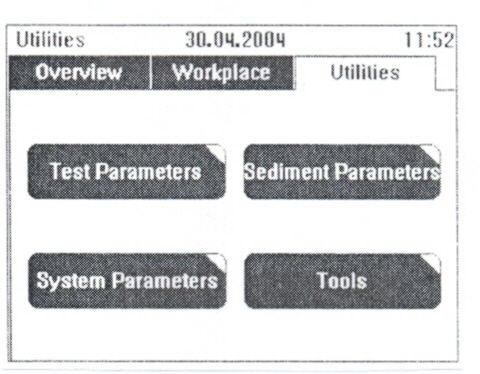 Utilities 30.04.2004 11:52
Overview Workplace Utilities
Test Parameters Sediment Parameters
System Parameters Tools